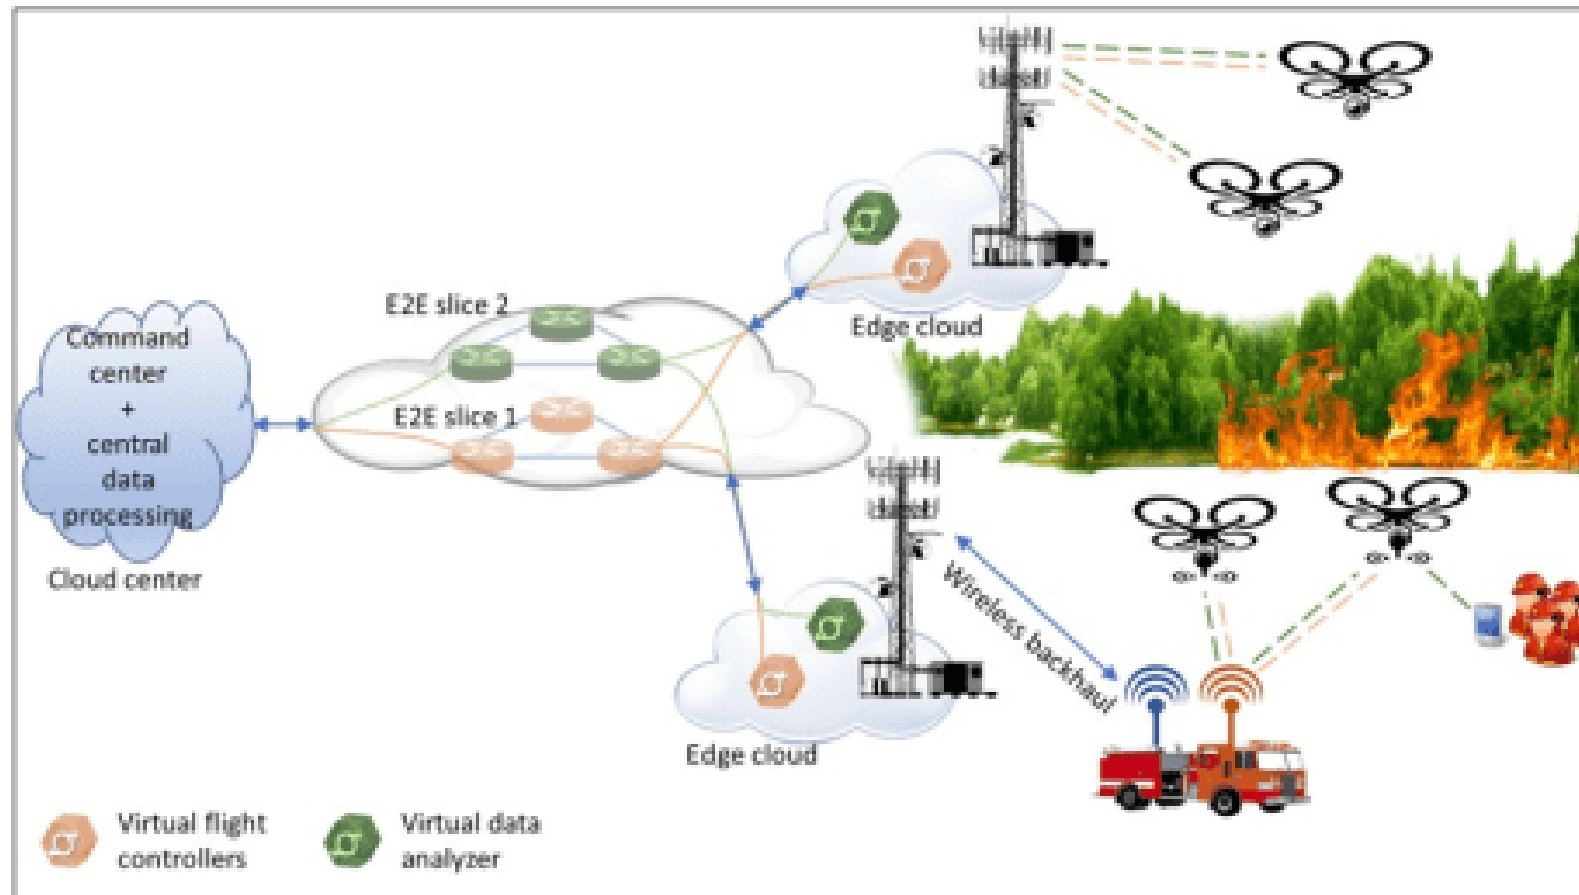 E2E slice 2
Edge cloud
Command
center
+
central
data
processing
E2E slice 1
Cloud center
Wireless backhaul
Edge cloud
Virtual flight
controllers
Virtual data
analyzer